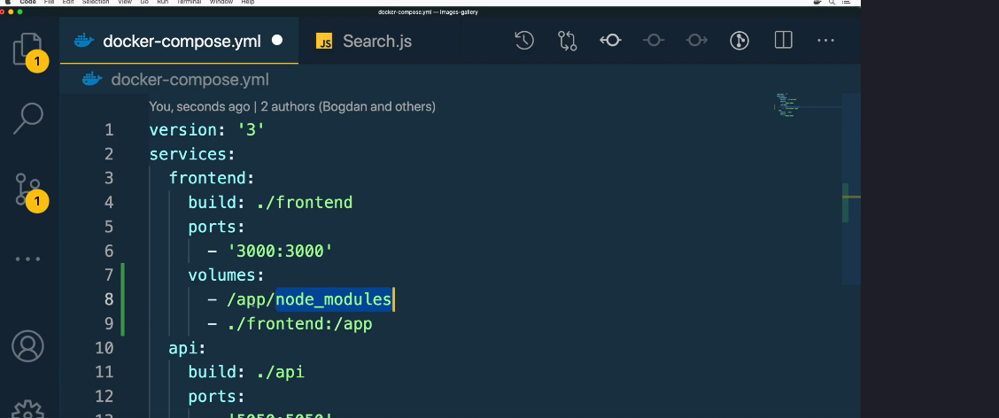 Code File Edit Selection View Go Run Terminal Window Help
docker-compose.yml — images-gallery
docker-compose.yml
JS Search.js
1
docker-compose.yml
You, seconds ago | 2 authors (Bogdan and others)
1 version: '3'
2 services:
3 frontend:
4 build: ./frontend
5 ports:
6 - '3000:3000'
7 volumes:
8 - /app/node_modules
9 - ./frontend:/app
10 api:
11 build: ./api
12 ports:
13 - '5050:5050'
1